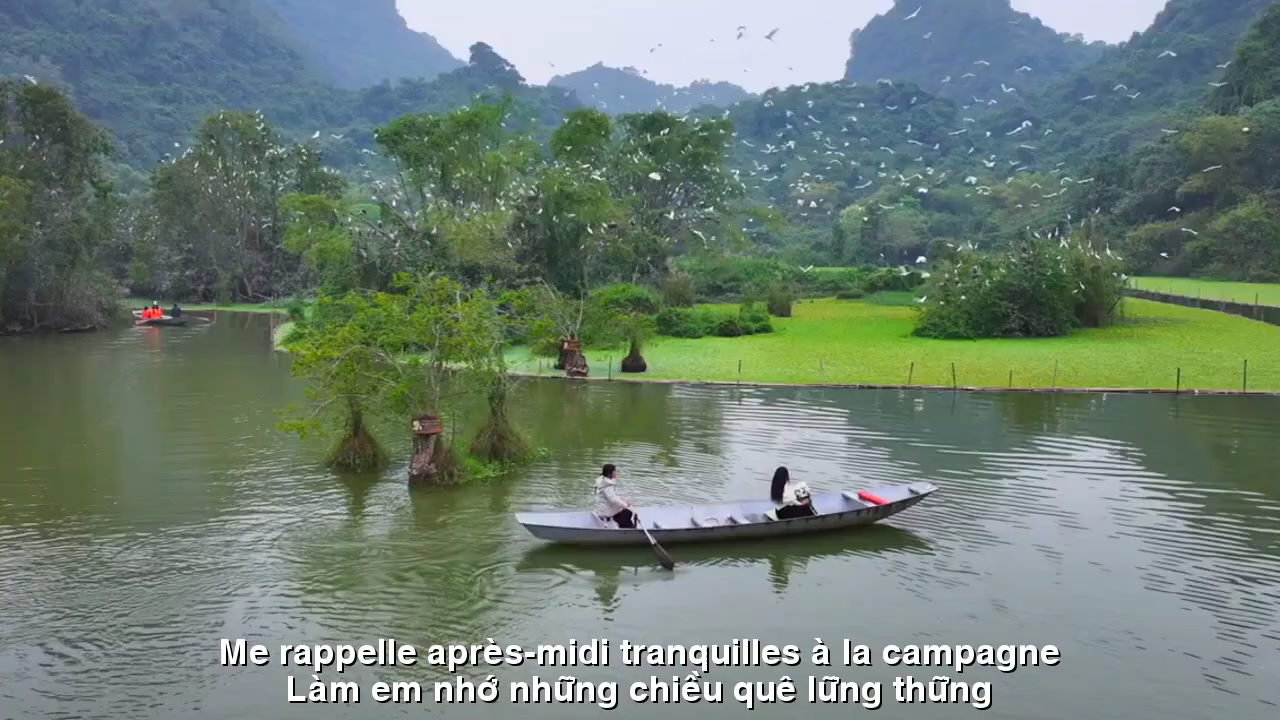 Me rappelle après-midi tranquilles à la campagne
Làm em nhớ những chiều quê lững thững